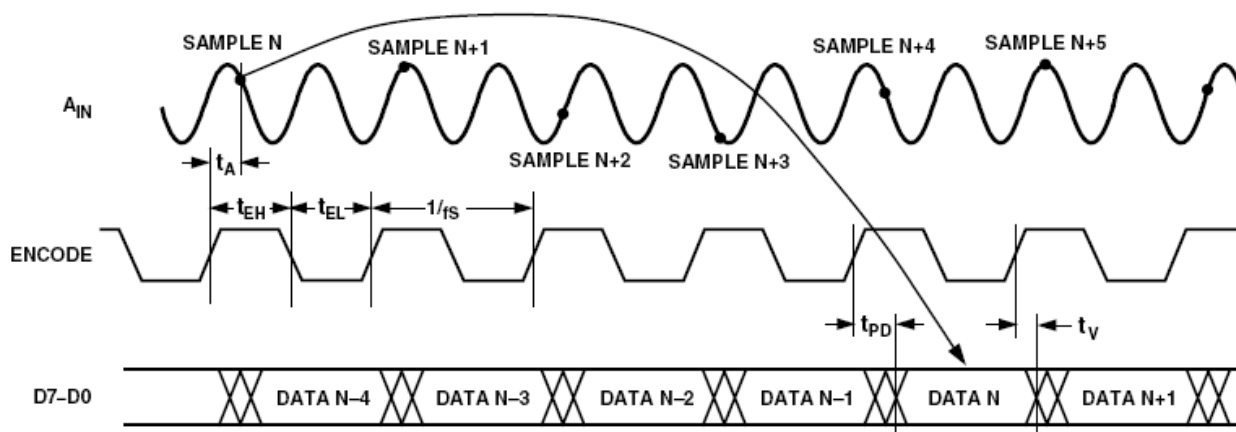 SAMPLE N
SAMPLE N+1
SAMPLE N+4
SAMPLE N+5
AIN
SAMPLE N+2
SAMPLE N+3
tA
tEH
tEL
1/fS
ENCODE
tPD
tV
D7–D0
DATA N–4
DATA N–3
DATA N–2
DATA N–1
DATA N
DATA N+1